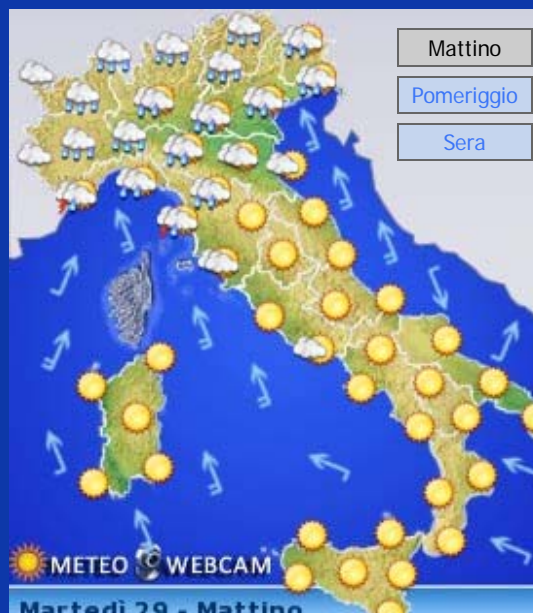 Mattino
Pomeriggio
Sera
METEO WEBCAM
Martedì 29 - Mattino